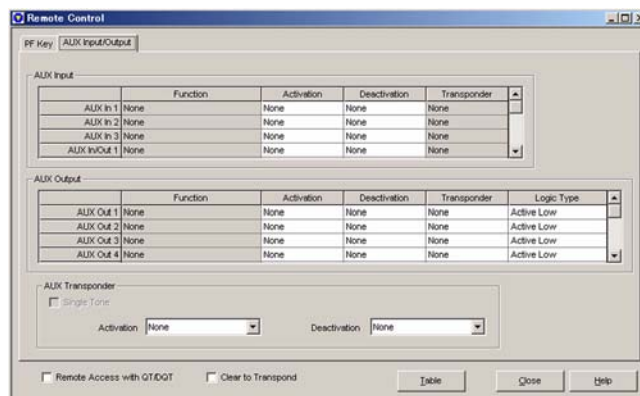 Remote Control
PF Key AUX Input/Output
AUX Input
Function Activation Deactivation Transponder
AUX In 1 None None None None
AUX In 2 None None None None
AUX In 3 None None None None
AUX In/Out 1 None None None None
AUX Output
Function Activation Deactivation Transponder Logic Type
AUX Out 1 None None None None Active Low
AUX Out 2 None None None None Active Low
AUX Out 3 None None None None Active Low
AUX Out 4 None None None None Active Low
AUX Transponder
Single Tone
Activation None Deactivation None
Remote Access with QT/DQT Clear to Transpond Table Close Help